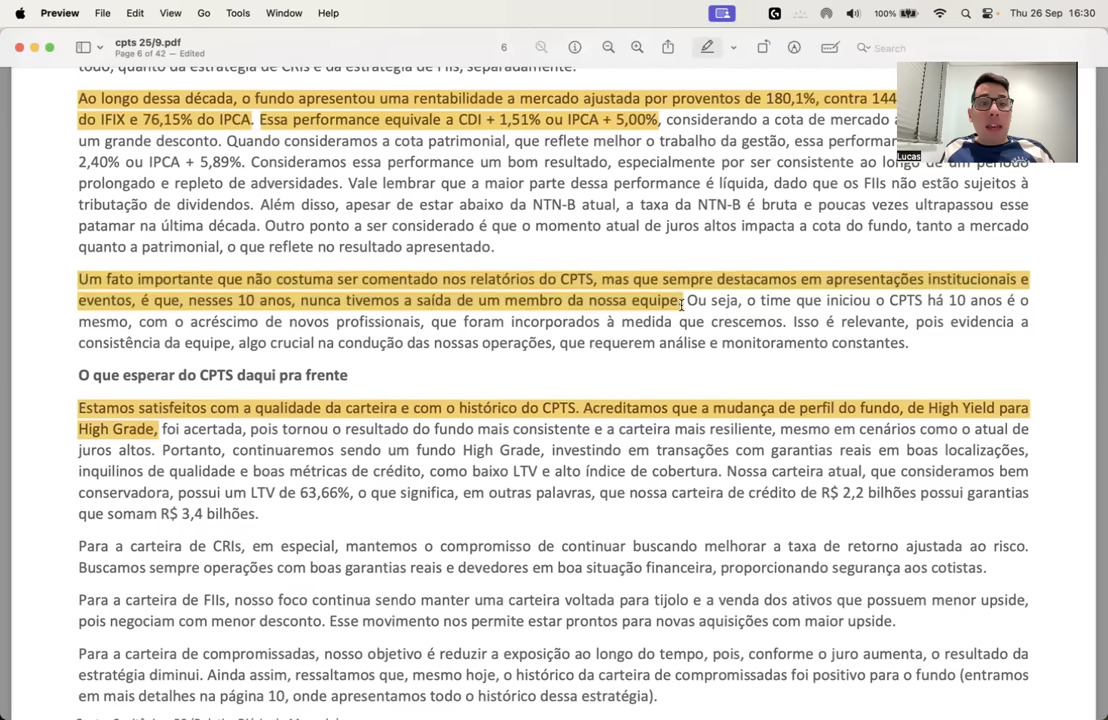 Preview File Edit View Go Tools Window Help 100% Thu 26 Sep 16:30
cpts 25/9.pdf
Page 6 of 42 — Edited
6
Search
todo, quanto da estratégia de CRIs e da estratégia de FIIs, separadamente.
Ao longo dessa década, o fundo apresentou uma rentabilidade a mercado ajustada por proventos de 180,1%, contra 144
do IFIX e 76,15% do IPCA. Essa performance equivale a CDI + 1,51% ou IPCA + 5,00%, considerando a cota de mercado
um grande desconto. Quando consideramos a cota patrimonial, que reflete melhor o trabalho da gestão, essa
2,40% ou IPCA + 5,89%. Consideramos essa performance um bom resultado, especialmente por ser consistente ao longo de um período
prolongado e repleto de adversidades. Vale lembrar que a maior parte dessa performance é líquida, dado que os FIIs não estão sujeitos à
tributação de dividendos. Além disso, apesar de estar abaixo da NTN-B atual, a taxa da NTN-B é bruta e poucas vezes ultrapassou esse
patamar na última década. Outro ponto a ser considerado é que o momento atual de juros altos impacta a cota do fundo, tanto a mercado
quanto a patrimonial, o que reflete no resultado apresentado.
Lucas
Um fato importante que não costuma ser comentado nos relatórios do CPTS, mas que sempre destacamos em apresentações institucionais e
eventos, é que, nesses 10 anos, nunca tivemos a saída de um membro da nossa equipe. Ou seja, o time que iniciou o CPTS há 10 anos é o
mesmo, com o acréscimo de novos profissionais, que foram incorporados à medida que crescemos. Isso é relevante, pois evidencia a
consistência da equipe, algo crucial na condução das nossas operações, que requerem análise e monitoramento constantes.
O que esperar do CPTS daqui pra frente
Estamos satisfeitos com a qualidade da carteira e com o histórico do CPTS. Acreditamos que a mudança de perfil do fundo, de High Yield para
High Grade, foi acertada, pois tornou o resultado do fundo mais consistente e a carteira mais resiliente, mesmo em cenários como o atual de
juros altos. Portanto, continuaremos sendo um fundo High Grade, investindo em transações com garantias reais em boas localizações,
inquilinos de qualidade e boas métricas de crédito, como baixo LTV e alto índice de cobertura. Nossa carteira atual, que consideramos bem
conservadora, possui um LTV de 63,66%, o que significa, em outras palavras, que nossa carteira de crédito de R$ 2,2 bilhões possui garantias
que somam R$ 3,4 bilhões.
Para a carteira de CRIs, em especial, mantemos o compromisso de continuar buscando melhorar a taxa de retorno ajustada ao risco.
Buscamos sempre operações com boas garantias reais e devedores em boa situação financeira, proporcionando segurança aos cotistas.
Para a carteira de FIIs, nosso foco continua sendo manter uma carteira voltada para tijolo e a venda dos ativos que possuem menor upside,
pois negociam com menor desconto. Esse movimento nos permite estar prontos para novas aquisições com maior upside.
Para a carteira de compromissadas, nosso objetivo é reduzir a exposição ao longo do tempo, pois, conforme o juro aumenta, o resultado da
estratégia diminui. Ainda assim, ressaltamos que, mesmo hoje, o histórico da carteira de compromissadas foi positivo para o fundo (entramos
em mais detalhes na página 10, onde apresentamos todo o histórico dessa estratégia).